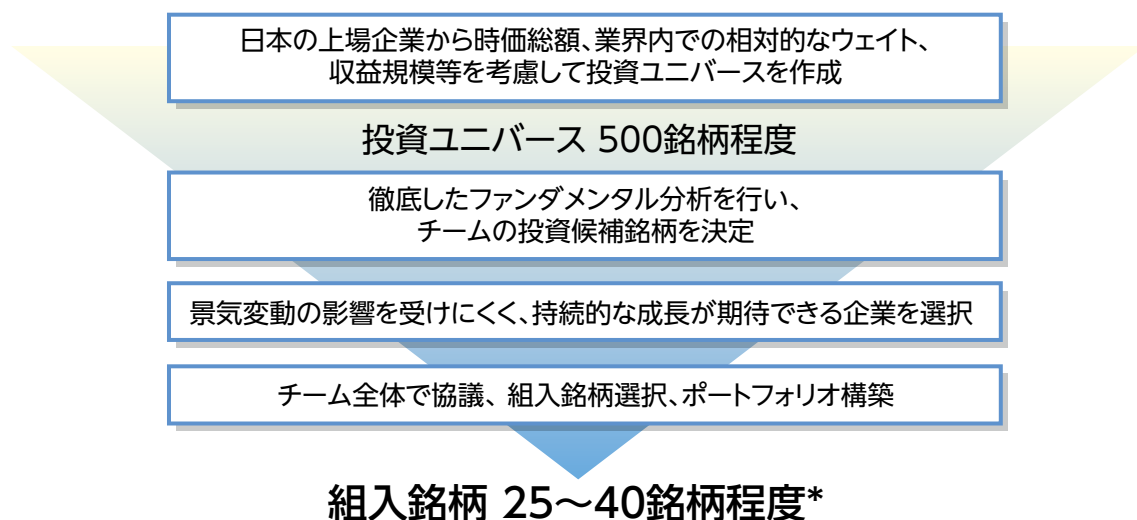 日本の上場企業から時価総額、業界内での相対的なウェイト、
収益規模等を考慮して投資ユニバースを作成
投資ユニバース 500銘柄程度
徹底したファンダメンタル分析を行い、
チームの投資候補銘柄を決定
景気変動の影響を受けにくく、持続的な成長が期待できる企業を選択
チーム全体で協議、組入銘柄選択、ポートフォリオ構築
組入銘柄 25～40銘柄程度*